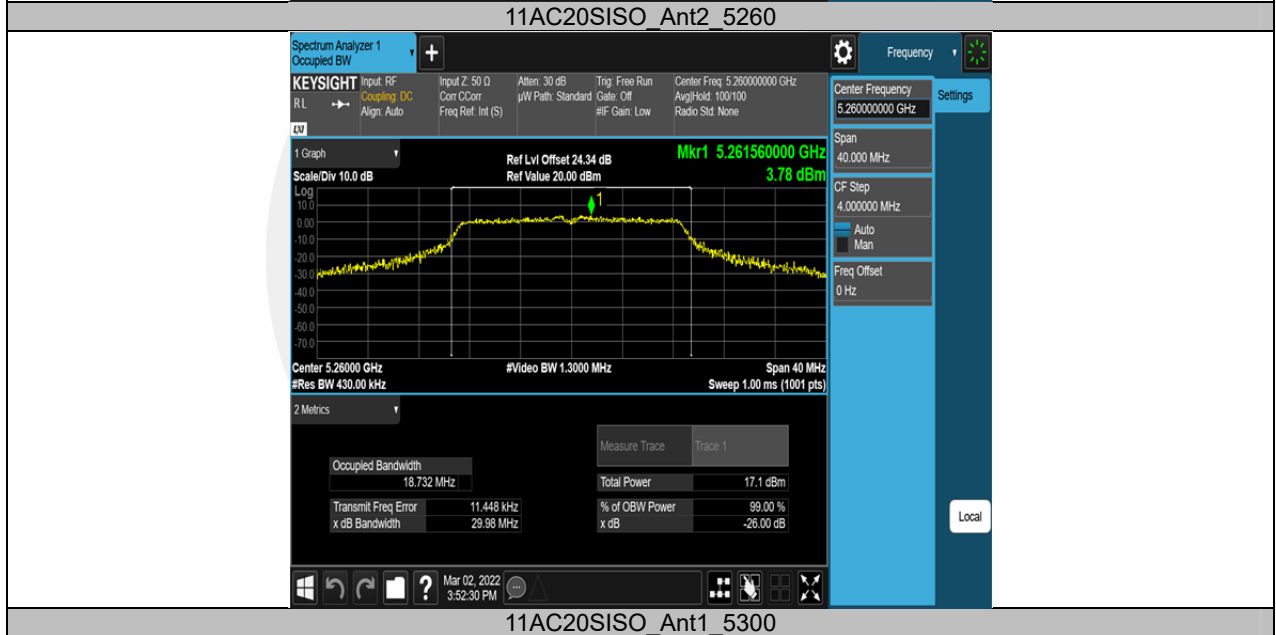 11AC20SISO_Ant2_5260
Spectrum Analyzer 1
Occupied BW
+
Frequency
KEYSIGHT
RL
LXI
Input: RF
Coupling: DC
Align: Auto
Input Z: 50 Ω
Corr CCorr
Freq Ref: Int (S)
Atten: 30 dB
µW Path: Standard
Trig: Free Run
Gate: Off
#IF Gain: Low
Center Freq: 5.260000000 GHz
Avg|Hold: 100/100
Radio Std: None
Center Frequency
5.260000000 GHz
Settings
Span
40.000 MHz
CF Step
4.000000 MHz
Auto
Man
Freq Offset
0 Hz
Local
1 Graph
Scale/Div 10.0 dB
Ref Lvl Offset 24.34 dB
Ref Value 20.00 dBm
Mkr1 5.261560000 GHz
3.78 dBm
Log
10.0
0.00
-10.0
-20.0
-30.0
-40.0
-50.0
-60.0
-70.0
1
Center 5.26000 GHz
#Res BW 430.00 kHz
#Video BW 1.3000 MHz
Span 40 MHz
Sweep 1.00 ms (1001 pts)
2 Metrics
Measure Trace Trace 1
Occupied Bandwidth
18.732 MHz
Total Power 17.1 dBm
Transmit Freq Error 11.448 kHz
% of OBW Power 99.00 %
x dB Bandwidth 29.98 MHz
x dB -26.00 dB
?
Mar 02, 2022
3:52:30 PM
11AC20SISO_Ant1_5300